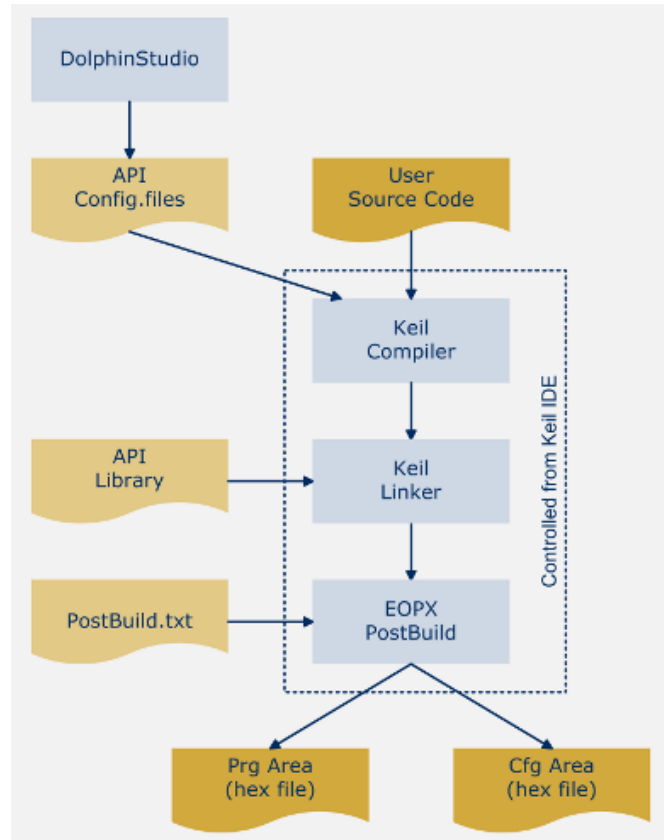 DolphinStudio
API
Config.files
User
Source Code
Keil
Compiler
API
Library
Keil
Linker
Controlled from Keil IDE
PostBuild.txt
EOPX
PostBuild
Prg Area
(hex file)
Cfg Area
(hex file)